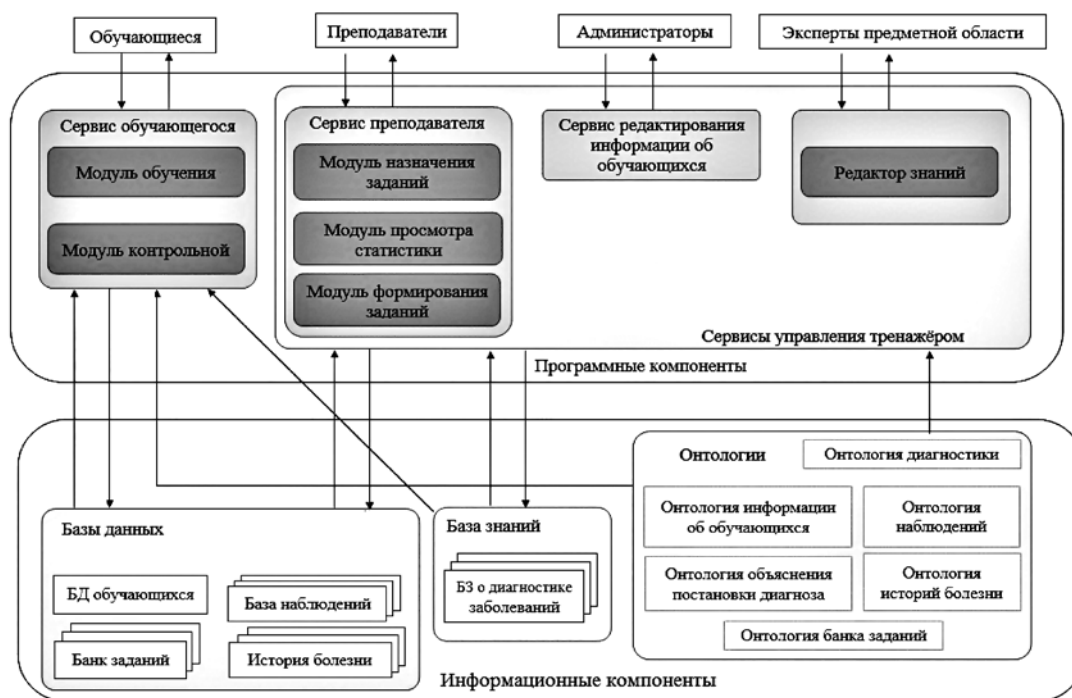 Обучающиеся
Преподаватели
Администраторы
Эксперты предметной области
Сервис обучающегося
Модуль обучения
Модуль контрольной
Сервис преподавателя
Модуль назначения
заданий
Модуль просмотра
статистики
Модуль формирования
заданий
Сервис редактирования
информации об
обучающихся
Редактор знаний
Сервисы управления тренажёром
Программные компоненты
Базы данных
БД обучающихся
База наблюдений
Банк заданий
История болезни
База знаний
БЗ о диагностике
заболеваний
Онтологии
Онтология диагностики
Онтология информации
об обучающихся
Онтология
наблюдений
Онтология объяснения
постановки диагноза
Онтология
историй болезни
Онтология банка заданий
Информационные компоненты